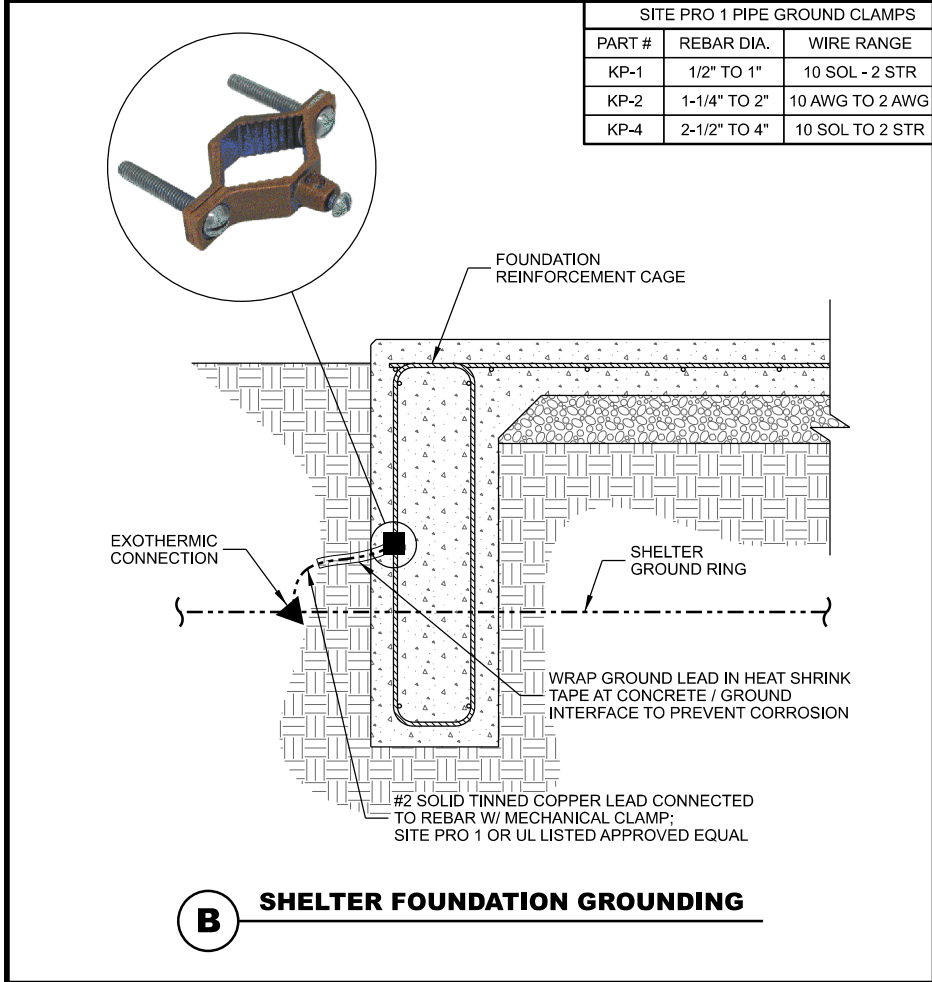 SITE PRO 1 PIPE GROUND CLAMPS
PART # REBAR DIA. WIRE RANGE
KP-1 1/2" TO 1" 10 SOL - 2 STR
KP-2 1-1/4" TO 2" 10 AWG TO 2 AWG
KP-4 2-1/2" TO 4" 10 SOL TO 2 STR
FOUNDATION
REINFORCEMENT CAGE
EXOTHERMIC
CONNECTION
SHELTER
GROUND RING
WRAP GROUND LEAD IN HEAT SHRINK
TAPE AT CONCRETE / GROUND
INTERFACE TO PREVENT CORROSION
#2 SOLID TINNED COPPER LEAD CONNECTED
TO REBAR W/ MECHANICAL CLAMP;
SITE PRO 1 OR UL LISTED APPROVED EQUAL
B SHELTER FOUNDATION GROUNDING